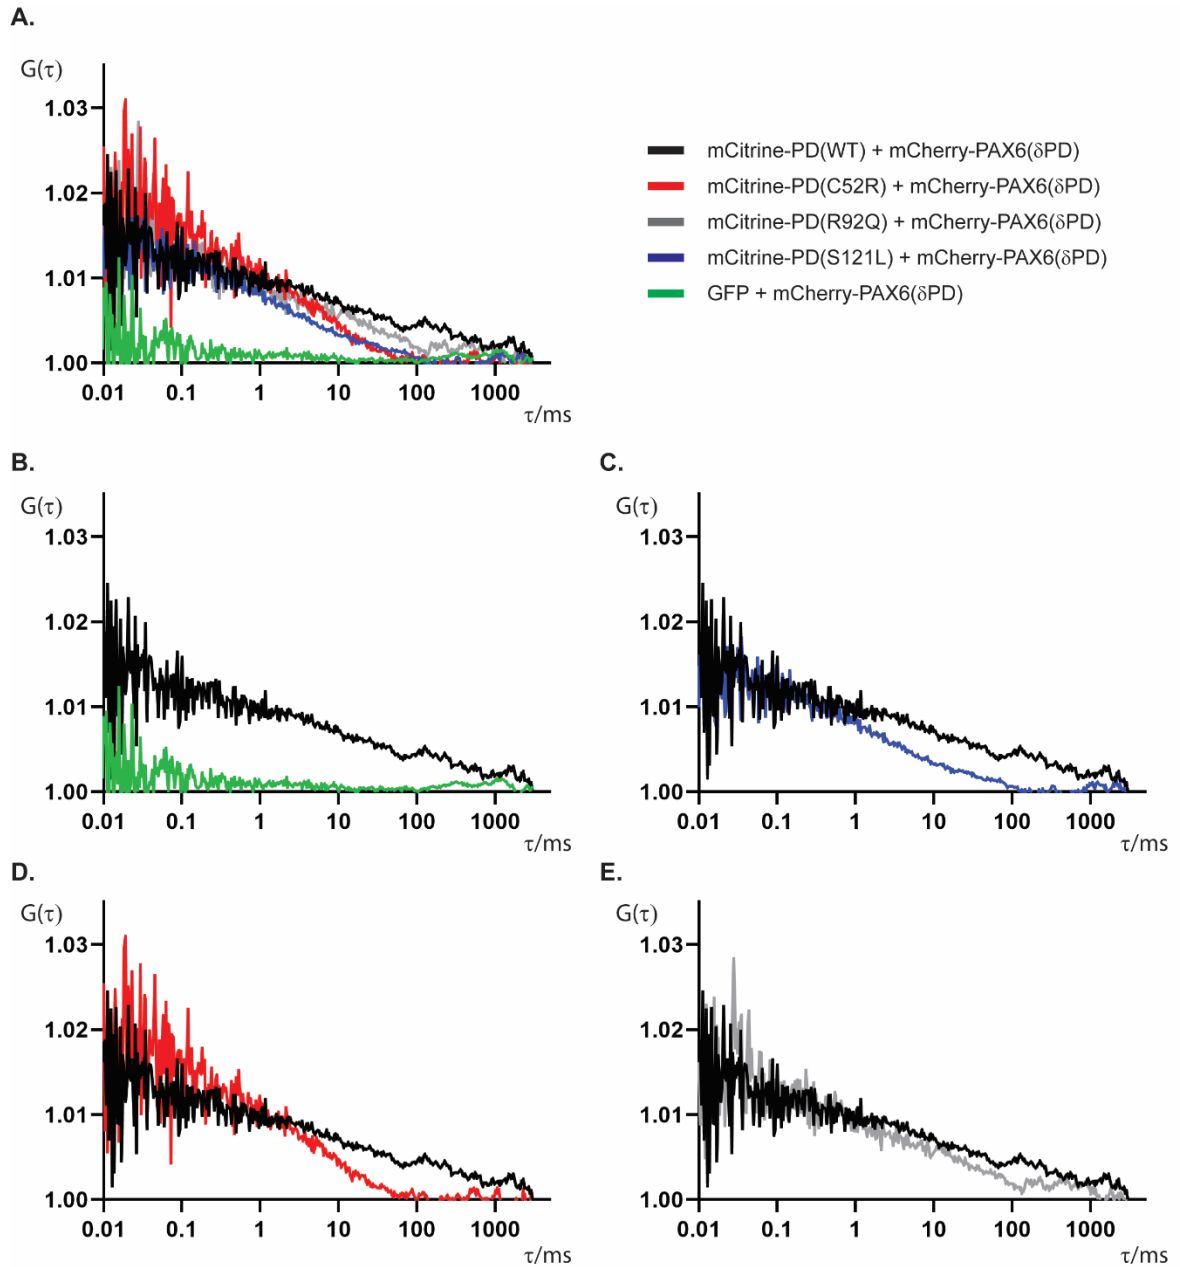 A.
G(τ)
1.03
1.02
1.01
1.00
0.01 0.1 1 10 100 1000
τ/ms
mCitrine-PD(WT) + mCherry-PAX6(δPD)
mCitrine-PD(C52R) + mCherry-PAX6(δPD)
mCitrine-PD(R92Q) + mCherry-PAX6(δPD)
mCitrine-PD(S121L) + mCherry-PAX6(δPD)
GFP + mCherry-PAX6(δPD)
B.
G(τ)
1.03
1.02
1.01
1.00
0.01 0.1 1 10 100 1000
τ/ms
C.
G(τ)
1.03
1.02
1.01
1.00
0.01 0.1 1 10 100 1000
τ/ms
D.
G(τ)
1.03
1.02
1.01
1.00
0.01 0.1 1 10 100 1000
τ/ms
E.
G(τ)
1.03
1.02
1.01
1.00
0.01 0.1 1 10 100 1000
τ/ms